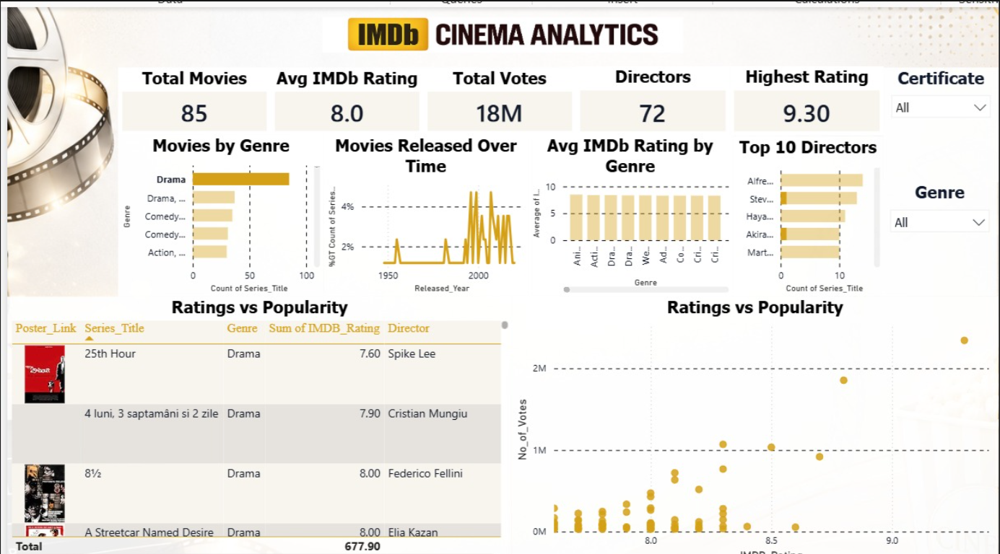 IMDb CINEMA ANALYTICS
Total Movies
85
Avg IMDb Rating
8.0
Total Votes
18M
Directors
72
Highest Rating
9.30
Certificate
All
Genre
All
Movies by Genre
Genre
Drama
Drama, ...
Comedy...
Comedy...
Action, ...
0 50 100
Count of Series_Title
Movies Released Over
Time
%GT Count of Series...
4%
2%
1950 2000
Released_Year
Avg IMDb Rating by
Genre
Average of I...
10
5
0
Ani... Acti... Dra... Dra... We... Ad... Co... Cri... Cri...
Genre
Top 10 Directors
Alfre...
Stev...
Haya...
Akira...
Mart...
0 10
Count of Series_Title
Ratings vs Popularity
Poster_Link Series_Title Genre Sum of IMDB_Rating Director
25th Hour Drama 7.60 Spike Lee
4 luni, 3 saptamâni si 2 zile Drama 7.90 Cristian Mungiu
8½ Drama 8.00 Federico Fellini
A Streetcar Named Desire Drama 8.00 Elia Kazan
Total 677.90
Ratings vs Popularity
No_of_Votes
2M
1M
0M
8.0 8.5 9.0
IMDB_Rating